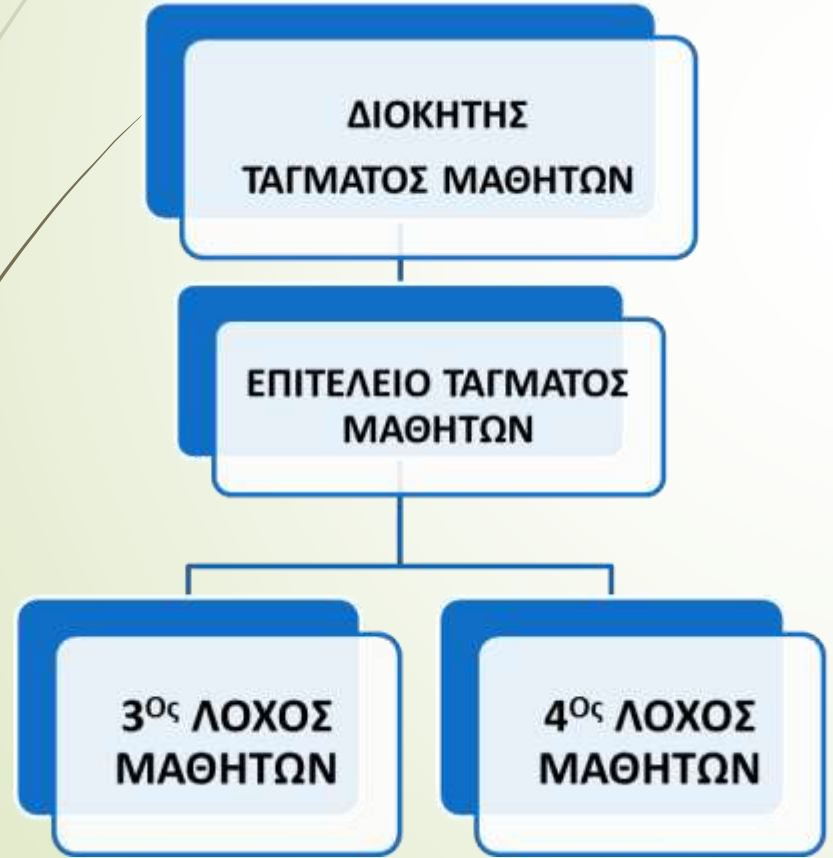 ΔΙΟΚΗΤΗΣ
ΤΑΓΜΑΤΟΣ ΜΑΘΗΤΩΝ
ΕΠΙΤΕΛΕΙΟ ΤΑΓΜΑΤΟΣ
ΜΑΘΗΤΩΝ
3Ος ΛΟΧΟΣ
ΜΑΘΗΤΩΝ
4Ος ΛΟΧΟΣ
ΜΑΘΗΤΩΝ